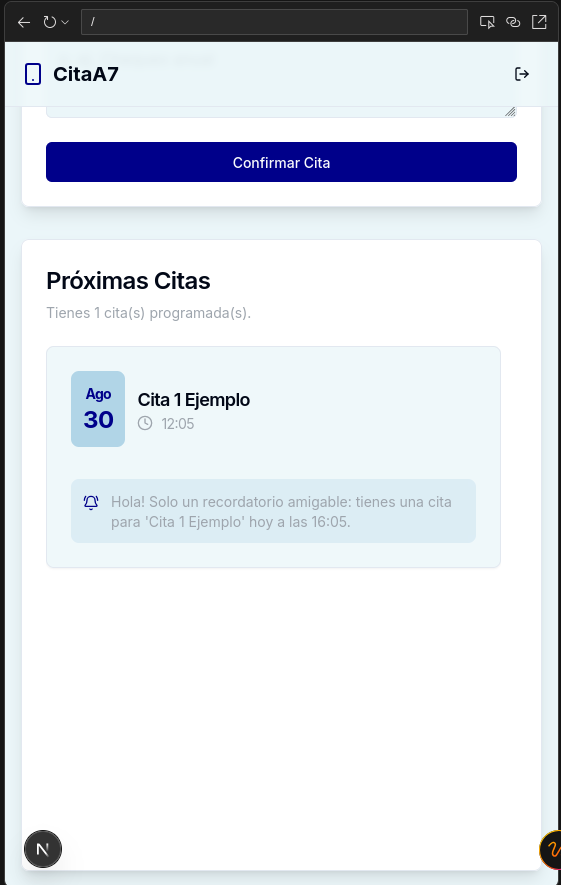 /
CitaA7
Confirmar Cita
Próximas Citas
Tienes 1 cita(s) programada(s).
Ago
30
Cita 1 Ejemplo
12:05
Hola! Solo un recordatorio amigable: tienes una cita
para 'Cita 1 Ejemplo' hoy a las 16:05.
N